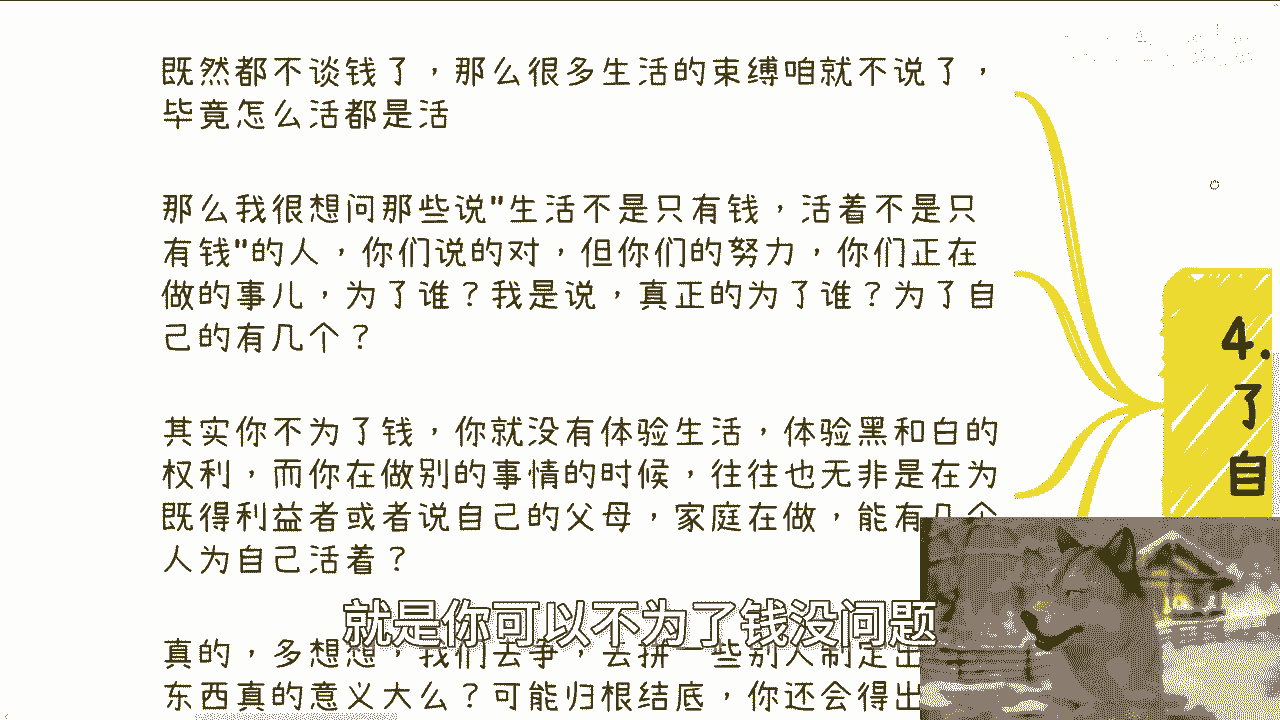 既然都不谈钱了，那么很多生活的束缚咱就不说了，
毕竟怎么活都是活
那么我很想问那些说"生活不是只有钱，活着不是只
有钱"的人，你们说的对，但你们的努力，你们正在
做的事儿，为了谁？我是说，真正的为了谁？为了自
己的有几个？
其实你不为了钱，你就没有体验生活，体验黑和白的
权利，而你在做别的事情的时候，往往也无非是在为
既得利益者或者说自己的父母，家庭在做，能有几个
人为自己活着？
4.
了
自
就是你可以不为了钱没问题
真的，多想想，我们去争，去拼一些别人制定出
东西真的意义大么？可能归根结底，你还会得出